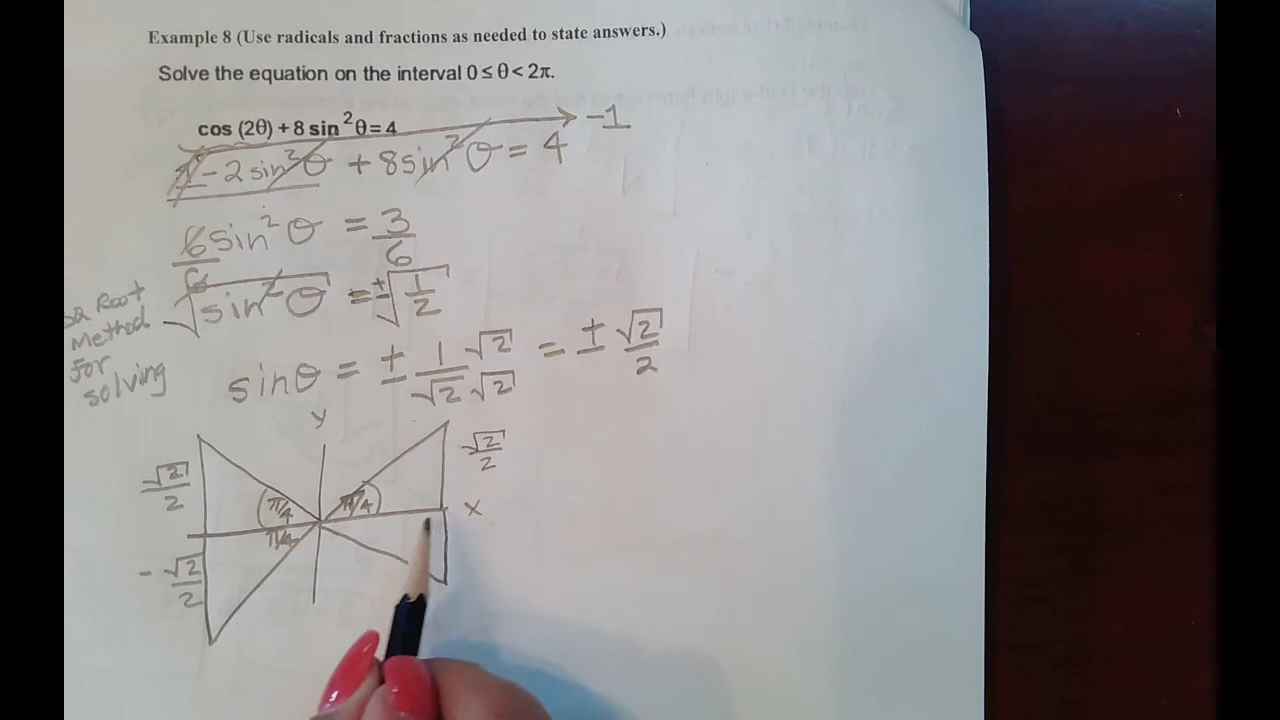 Example 8 (Use radicals and fractions as needed to state answers.)
Solve the equation on the interval 0 ≤ θ < 2π.
cos (2θ) + 8 sin²θ = 4
-1
1 - 2 sin²θ + 8 sin²θ = 4
6 sin²θ = 3
6 6
√sin²θ = ±√1/2
Root
Method
For
solving
sinθ = ± 1/√2 √2/√2 = ± √2/2
y
√2/2
√2/2
π/4 π/4 x
π/4
-√2/2